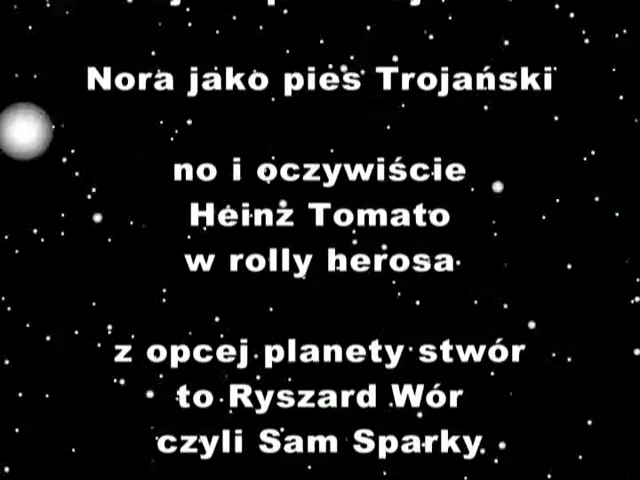 Nora jako pies Trojański
no i oczywiście
Heinz Tomato
w rolly herosa
z opcej planety stwór
to Ryszard Wór
czyli Sam Sparky.